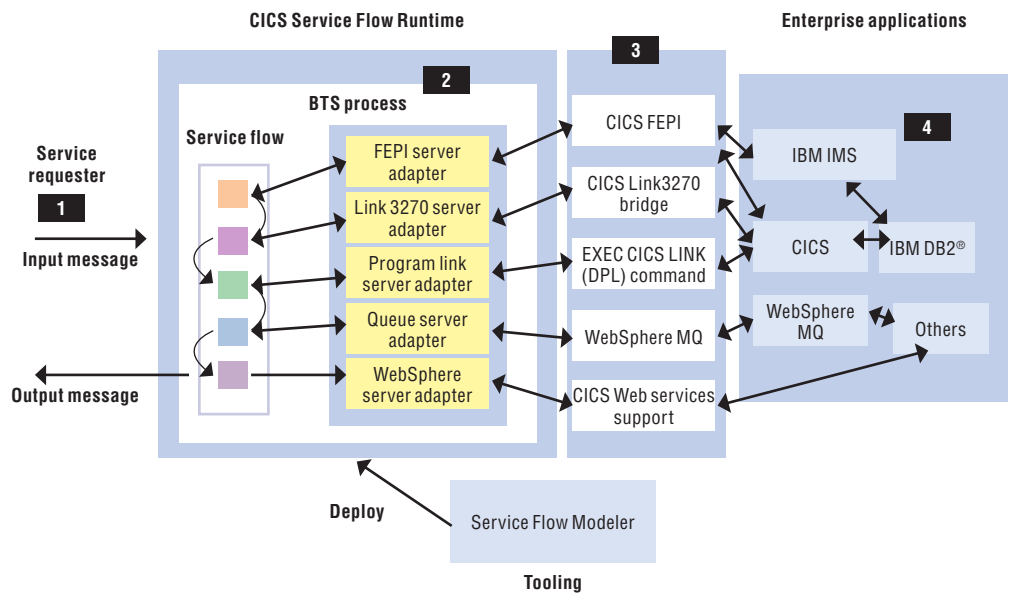 CICS Service Flow Runtime
Enterprise applications
Service
requester
1
Input message
Output message
2
BTS process
Service flow
FEPI server
adapter
Link 3270 server
adapter
Program link
server adapter
Queue server
adapter
WebSphere
server adapter
3
CICS FEPI
CICS Link3270
bridge
EXEC CICS LINK
(DPL) command
WebSphere MQ
CICS Web services
support
4
IBM IMS
CICS
IBM DB2®
WebSphere
MQ
Others
Deploy
Service Flow Modeler
Tooling